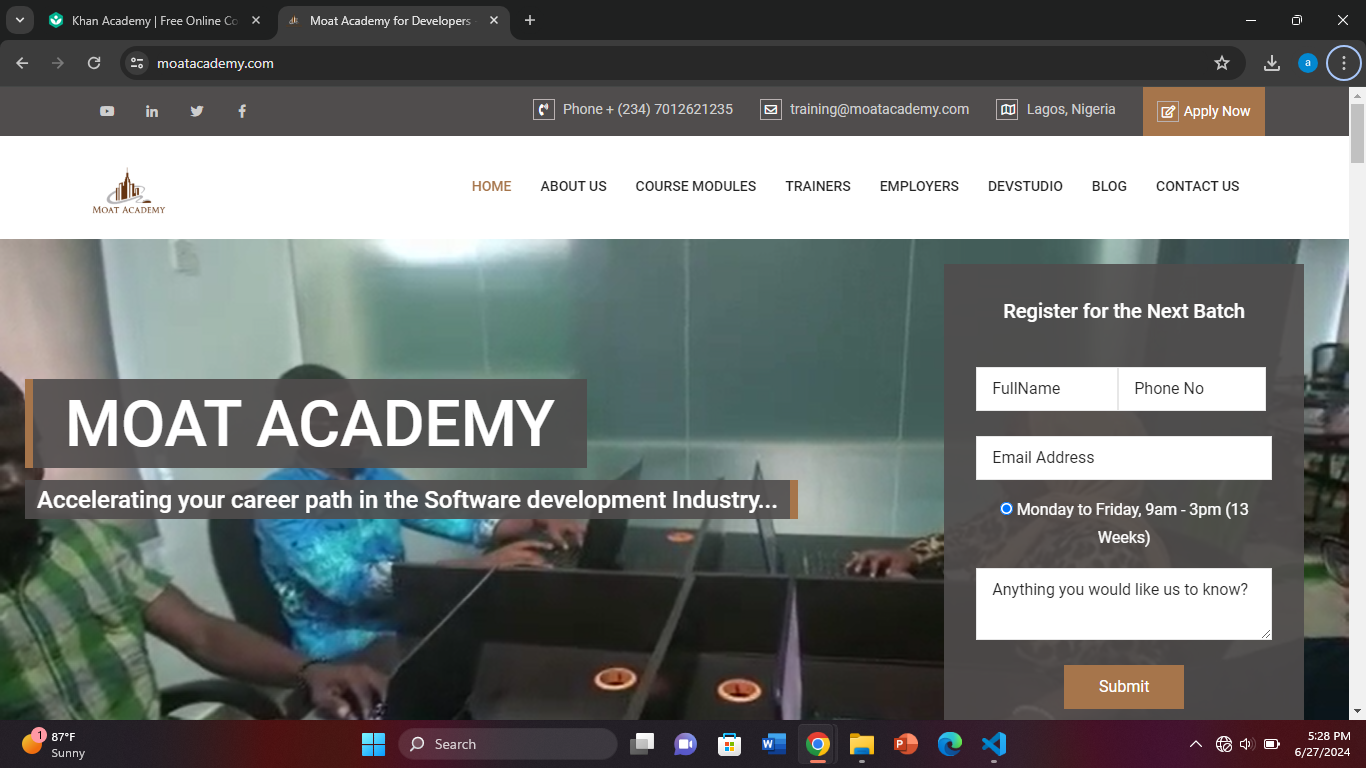 Khan Academy | Free Online Co
Moat Academy for Developers
moatacademy.com
a
Phone + (234) 7012621235
training@moatacademy.com
Lagos, Nigeria
Apply Now
MOAT ACADEMY
HOME
ABOUT US
COURSE MODULES
TRAINERS
EMPLOYERS
DEVSTUDIO
BLOG
CONTACT US
MOAT ACADEMY
Accelerating your career path in the Software development Industry...
Register for the Next Batch
FullName
Phone No
Email Address
Monday to Friday, 9am - 3pm (13
Weeks)
Anything you would like us to know?
Submit
1
87°F
Sunny
Search
5:28 PM
6/27/2024